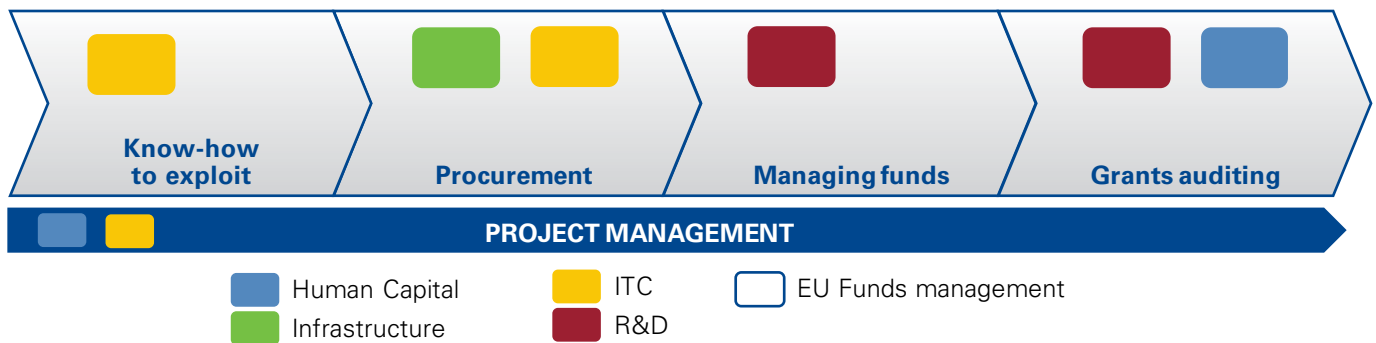 Know-how
to exploit
Procurement
Managing funds
Grants auditing
PROJECT MANAGEMENT
Human Capital
ITC
EU Funds management
Infrastructure
R&D